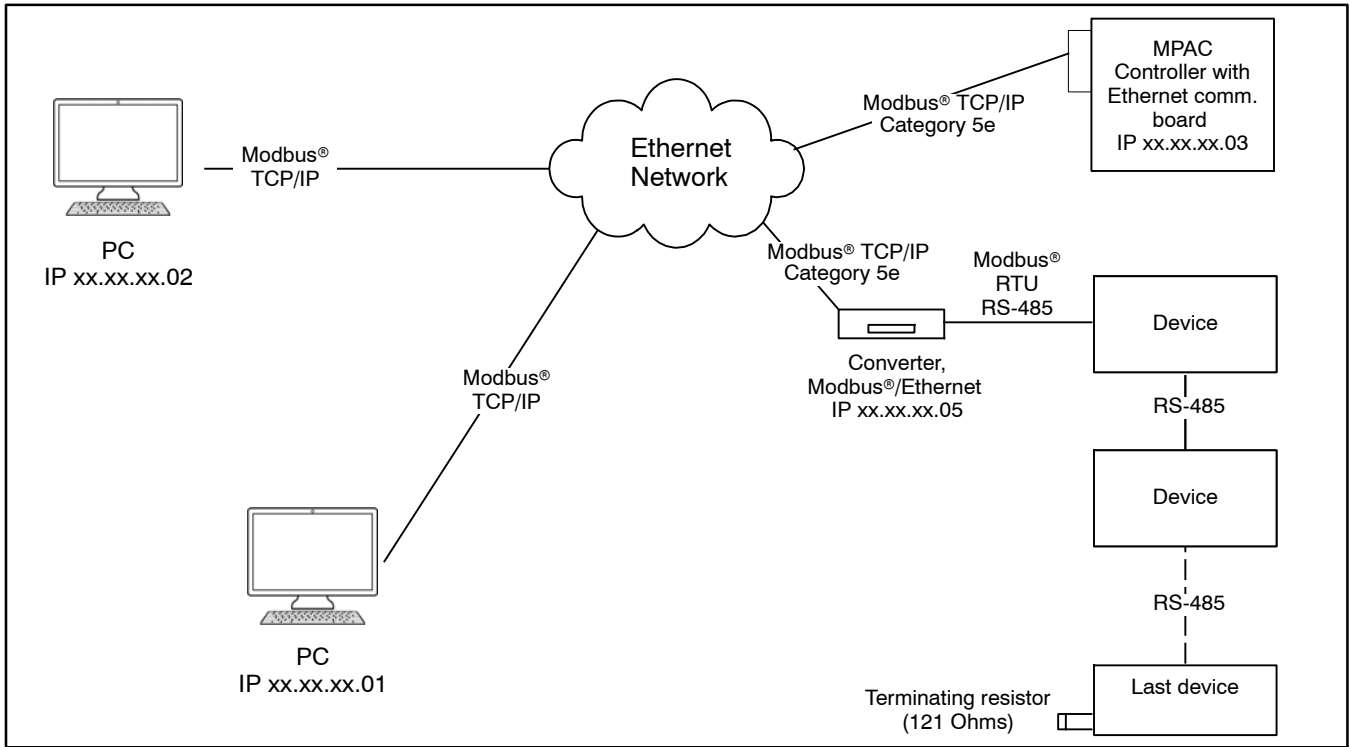 MPAC
Controller with
Ethernet comm.
board
IP xx.xx.xx.03
Modbus® TCP/IP
Category 5e
Ethernet
Network
Modbus®
TCP/IP
PC
IP xx.xx.xx.02
Modbus® TCP/IP
Category 5e
Modbus®
RTU
RS-485
Device
Converter,
Modbus®/Ethernet
IP xx.xx.xx.05
Modbus®
TCP/IP
RS-485
Device
RS-485
PC
IP xx.xx.xx.01
Last device
Terminating resistor
(121 Ohms)